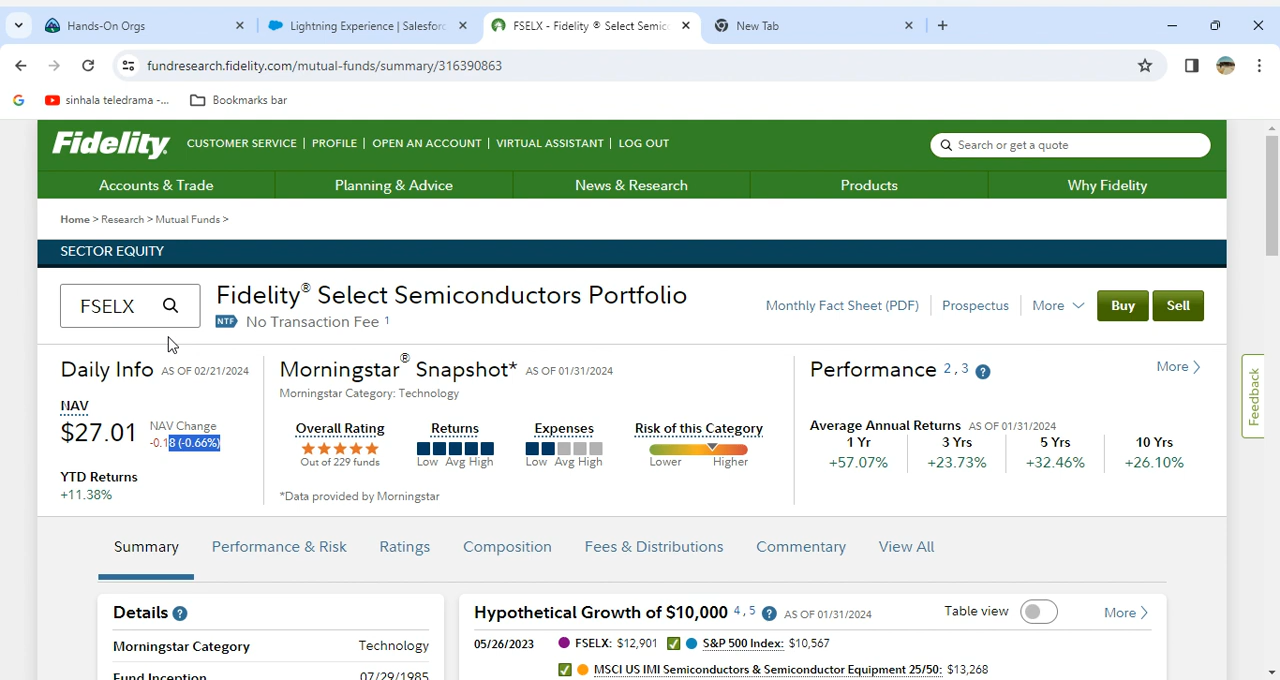 Hands-On Orgs
Lightning Experience | Salesforc
FSELX - Fidelity ® Select Semico
New Tab
fundresearch.fidelity.com/mutual-funds/summary/316390863
sinhala teledrama -...
Bookmarks bar
Fidelity
CUSTOMER SERVICE | PROFILE | OPEN AN ACCOUNT | VIRTUAL ASSISTANT | LOG OUT
Search or get a quote
Accounts & Trade
Planning & Advice
News & Research
Products
Why Fidelity
Home > Research > Mutual Funds >
SECTOR EQUITY
FSELX
Fidelity® Select Semiconductors Portfolio
NTF No Transaction Fee 1
Monthly Fact Sheet (PDF)
Prospectus
More
Buy
Sell
Daily Info AS OF 02/21/2024
NAV
$27.01
NAV Change
-0.18 (-0.66%)
YTD Returns
+11.38%
Morningstar® Snapshot* AS OF 01/31/2024
Morningstar Category: Technology
Overall Rating
Out of 229 funds
Returns
Low Avg High
Expenses
Low Avg High
Risk of this Category
Lower Higher
*Data provided by Morningstar
Performance 2,3 ?
More
Average Annual Returns AS OF 01/31/2024
1 Yr 3 Yrs 5 Yrs 10 Yrs
+57.07% +23.73% +32.46% +26.10%
Feedback
Summary
Performance & Risk
Ratings
Composition
Fees & Distributions
Commentary
View All
Details ?
Morningstar Category Technology
Fund Inception 07/29/1985
Hypothetical Growth of $10,000 4,5 ? AS OF 01/31/2024
Table view
More
05/26/2023 FSELX: $12,901 S&P 500 Index: $10,567
MSCI US IMI Semiconductors & Semiconductor Equipment 25/50: $13,268